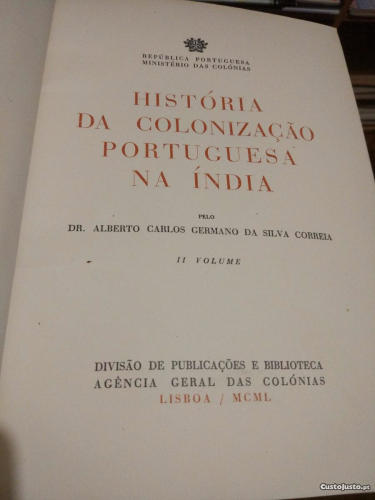 REPÚBLICA PORTUGUESA
MINISTÉRIO DAS COLÓNIAS
HISTÓRIA
DA COLONIZAÇÃO
PORTUGUESA
NA ÍNDIA
PELO
DR. ALBERTO CARLOS GERMANO DA SILVA CORREIA
II VOLUME
DIVISÃO DE PUBLICAÇÕES E BIBLIOTECA
AGÊNCIA GERAL DAS COLÓNIAS
LISBOA / MCML
CustoJusto.pt